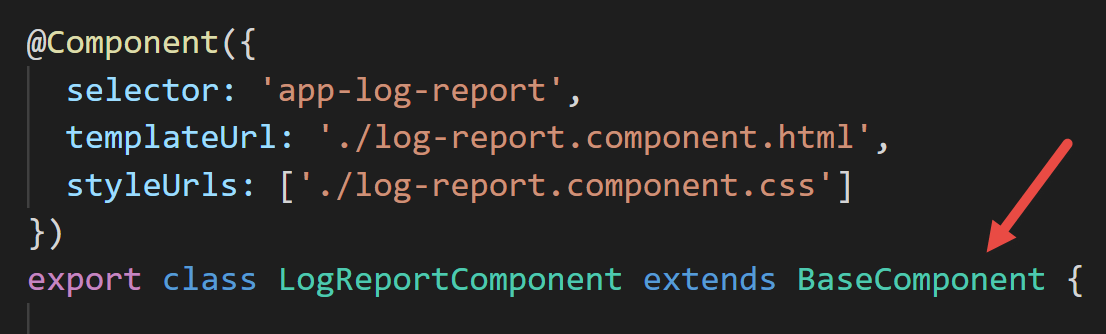 @Component({
  selector: 'app-log-report',
  templateUrl: './log-report.component.html',
  styleUrls: ['./log-report.component.css']
})
export class LogReportComponent extends BaseComponent {